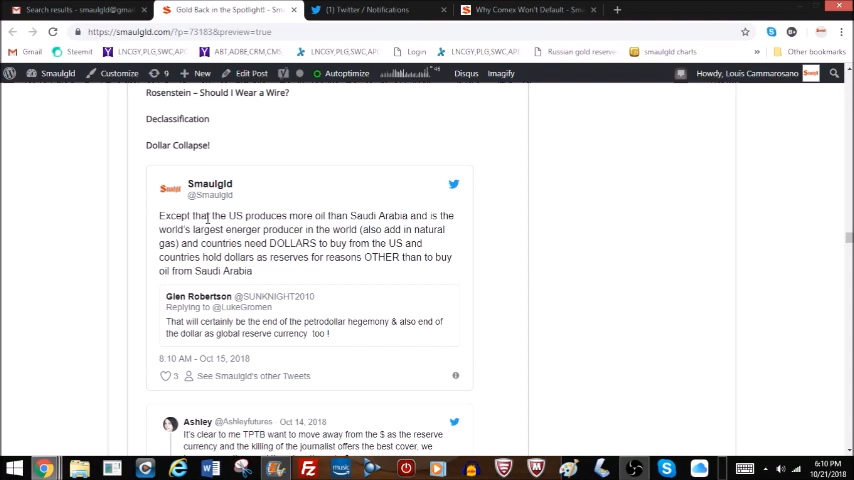 Search results - smaulgld@gmai
Gold Back in the Spotlight! - Sm
(1) Twitter / Notifications
Why Comex Won't Default - Sm
https://smaulgld.com/?p=73183&preview=true
Gmail
Steemit
LNCGY,PLG,SWC,APE
ABT,ADBE,CRM,CMS,
LNCGY,PLG,SWC,APE
Login
LNCGY,PLG,SWC,APE
Russian gold reserve
smaulgld charts
Other bookmarks
Smaulgld
Customize
9
New
Edit Post
Autoptimize
Disqus
Imagify
Howdy, Louis Cammarosano
Rosenstein – Should I Wear a Wire?
Declassification
Dollar Collapse!
Smaulgld
@Smaulgld
Except that the US produces more oil than Saudi Arabia and is the
world's largest energer producer in the world (also add in natural
gas) and countries need DOLLARS to buy from the US and
countries hold dollars as reserves for reasons OTHER than to buy
oil from Saudi Arabia
Glen Robertson @SUNKNIGHT2010
Replying to @LukeGromen
That will certainly be the end of the petrodollar hegemony & also end of
the dollar as global reserve currency too !
8:10 AM - Oct 15, 2018
3 See Smaulgld's other Tweets
Ashley @Ashleyfutures · Oct 14, 2018
It's clear to me TPTB want to move away from the $ as the reserve
currency and the killing of the journalist offers the best cover, we
6:10 PM
10/21/2018